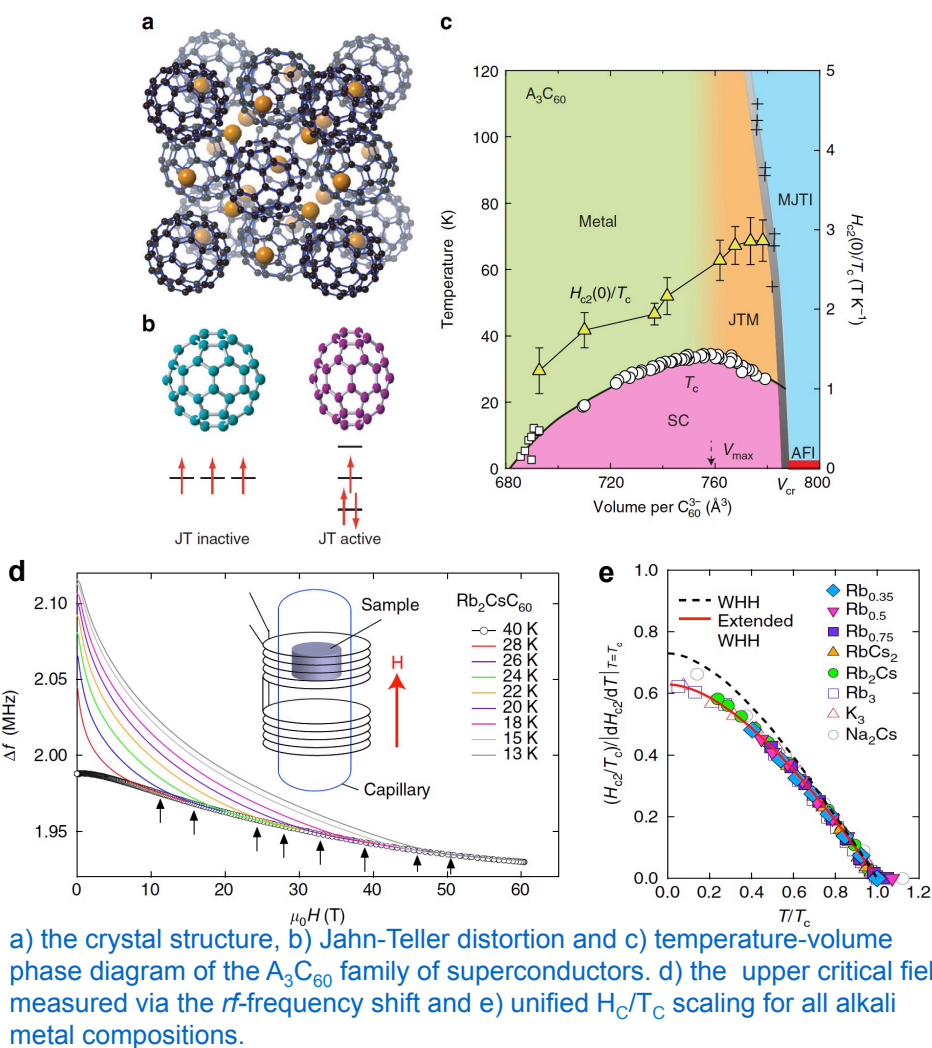 a
b
JT inactive
JT active
c
A3C60
120
100
80
60
40
20
0
Temperature (K)
Metal
Hc2(0)/Tc
JTM
MJTI
Tc
SC
Vmax
AFI
5
4
3
2
1
0
Hc2(0)/Tc (T K−1)
680
700
720
740
760
Vcr
800
Volume per C60^3− (Å3)
d
2.10
2.05
2.00
1.95
Δf (MHz)
Sample
H
Capillary
Rb2CsC60
40 K
28 K
26 K
24 K
22 K
20 K
18 K
15 K
13 K
0
10
20
30
40
50
60
μ0H (T)
e
1.0
0.8
0.6
0.4
0.2
0.0
(Hc2/Tc)/|dHc2/dT|T=Tc
WHH
Extended
WHH
Rb0.35
Rb0.5
Rb0.75
RbCs2
Rb2Cs
Rb3
K3
Na2Cs
0.0
0.2
0.4
0.6
0.8
1.0
1.2
T/Tc
a) the crystal structure, b) Jahn-Teller distortion and c) temperature-volume
phase diagram of the A3C60 family of superconductors. d) the upper critical fiel
measured via the rf-frequency shift and e) unified HC/TC scaling for all alkali
metal compositions.